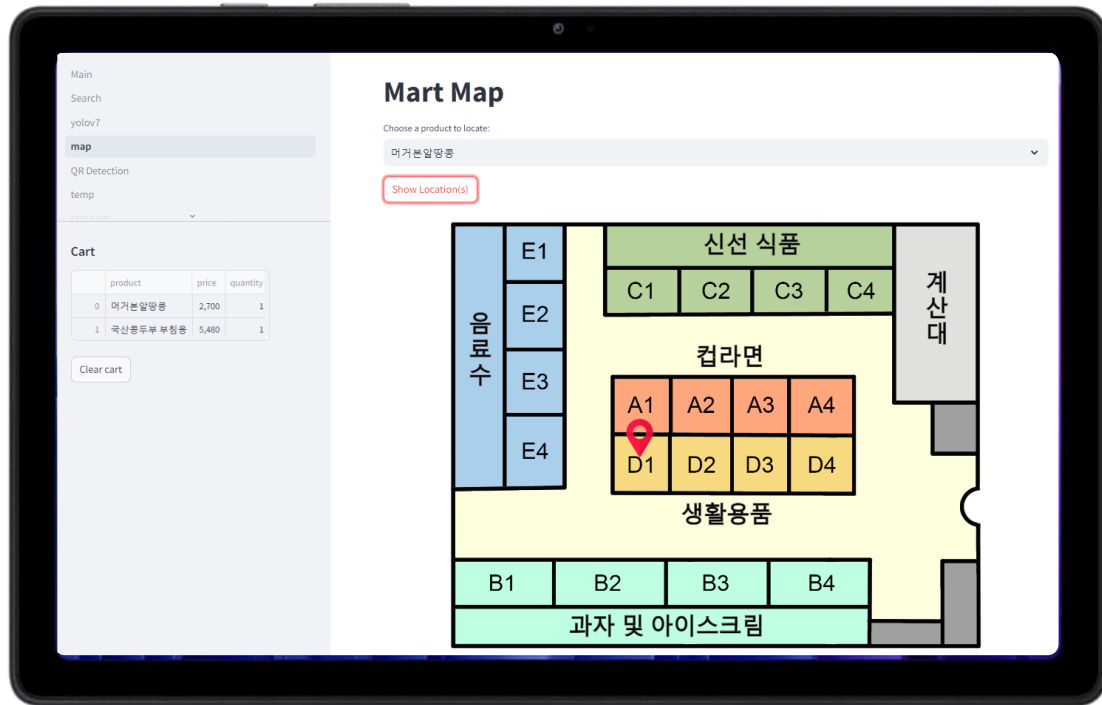 Main
Search
yolov7
map
QR Detection
temp
Cart
product price quantity
0 머거본알땅콩 2,700 1
1 국산콩두부 부침용 5,480 1
Clear cart
Mart Map
Choose a product to locate:
머거본알땅콩
Show Location(s)
신선 식품
C1 C2 C3 C4
계산대
음료수
E1
E2
E3
E4
컵라면
A1 A2 A3 A4
D1 D2 D3 D4
생활용품
B1 B2 B3 B4
과자 및 아이스크림